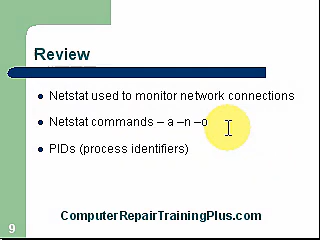 Review
Netstat used to monitor network connections
Netstat commands – a –n –o
PIDs (process identifiers)
ComputerRepairTrainingPlus.com
9